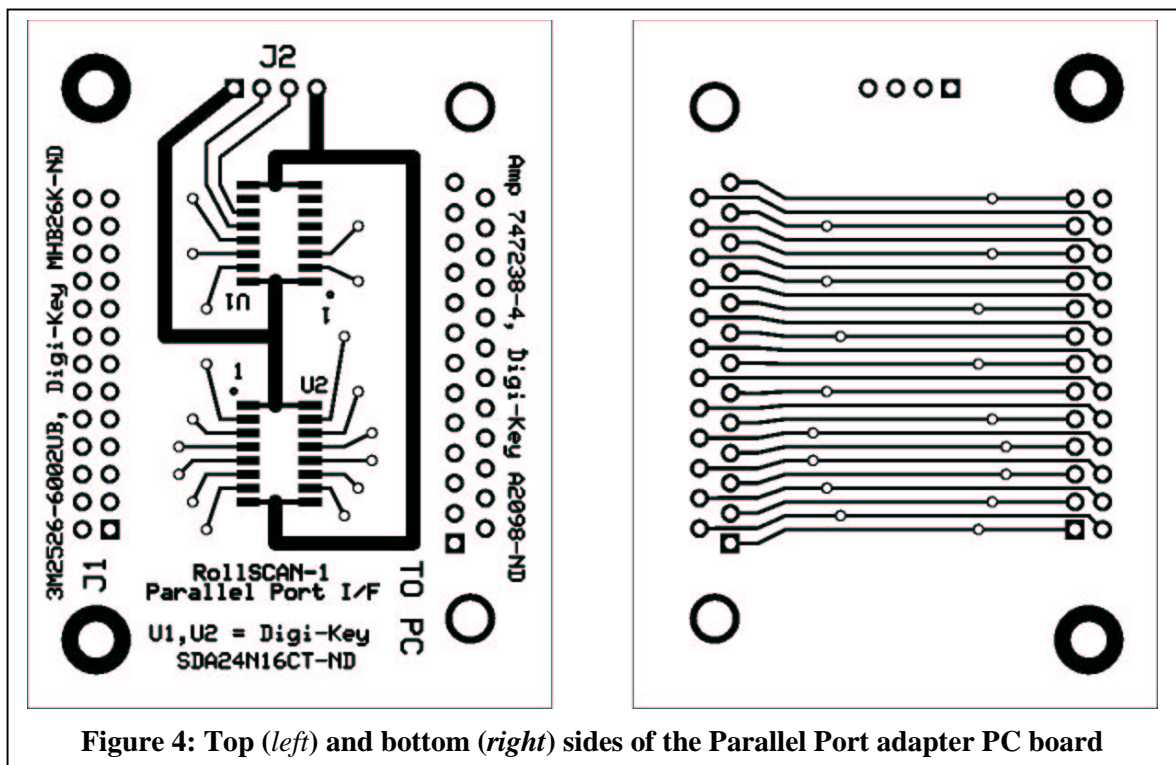 J2
3M2526-6002UB, Digi-Key MHB26K-ND
Amp 747238-4, Digi-Key A2098-ND
U1
1
1
U2
J1
TO PC
RollSCAN-1
Parallel Port I/F
U1,U2 = Digi-Key
SDA24N16CT-ND
Figure 4: Top (left) and bottom (right) sides of the Parallel Port adapter PC board